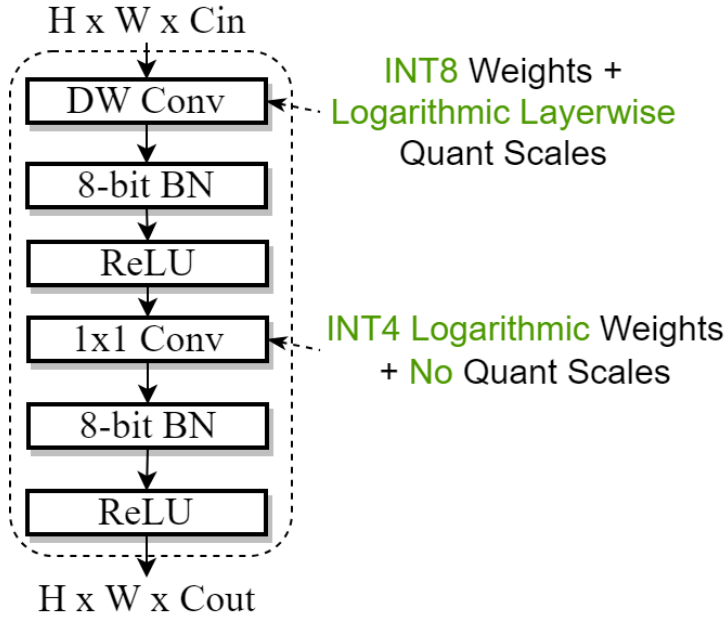 H x W x Cin
DW Conv
INT8 Weights +
Logarithmic Layerwise
Quant Scales
8-bit BN
ReLU
1x1 Conv
INT4 Logarithmic Weights
+ No Quant Scales
8-bit BN
ReLU
H x W x Cout